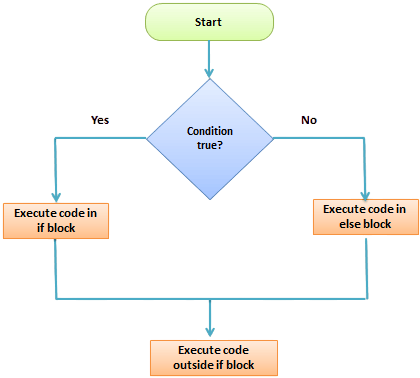 Start
Yes
No
Condition
true?
Execute code in
if block
Execute code in
else block
Execute code
outside if block